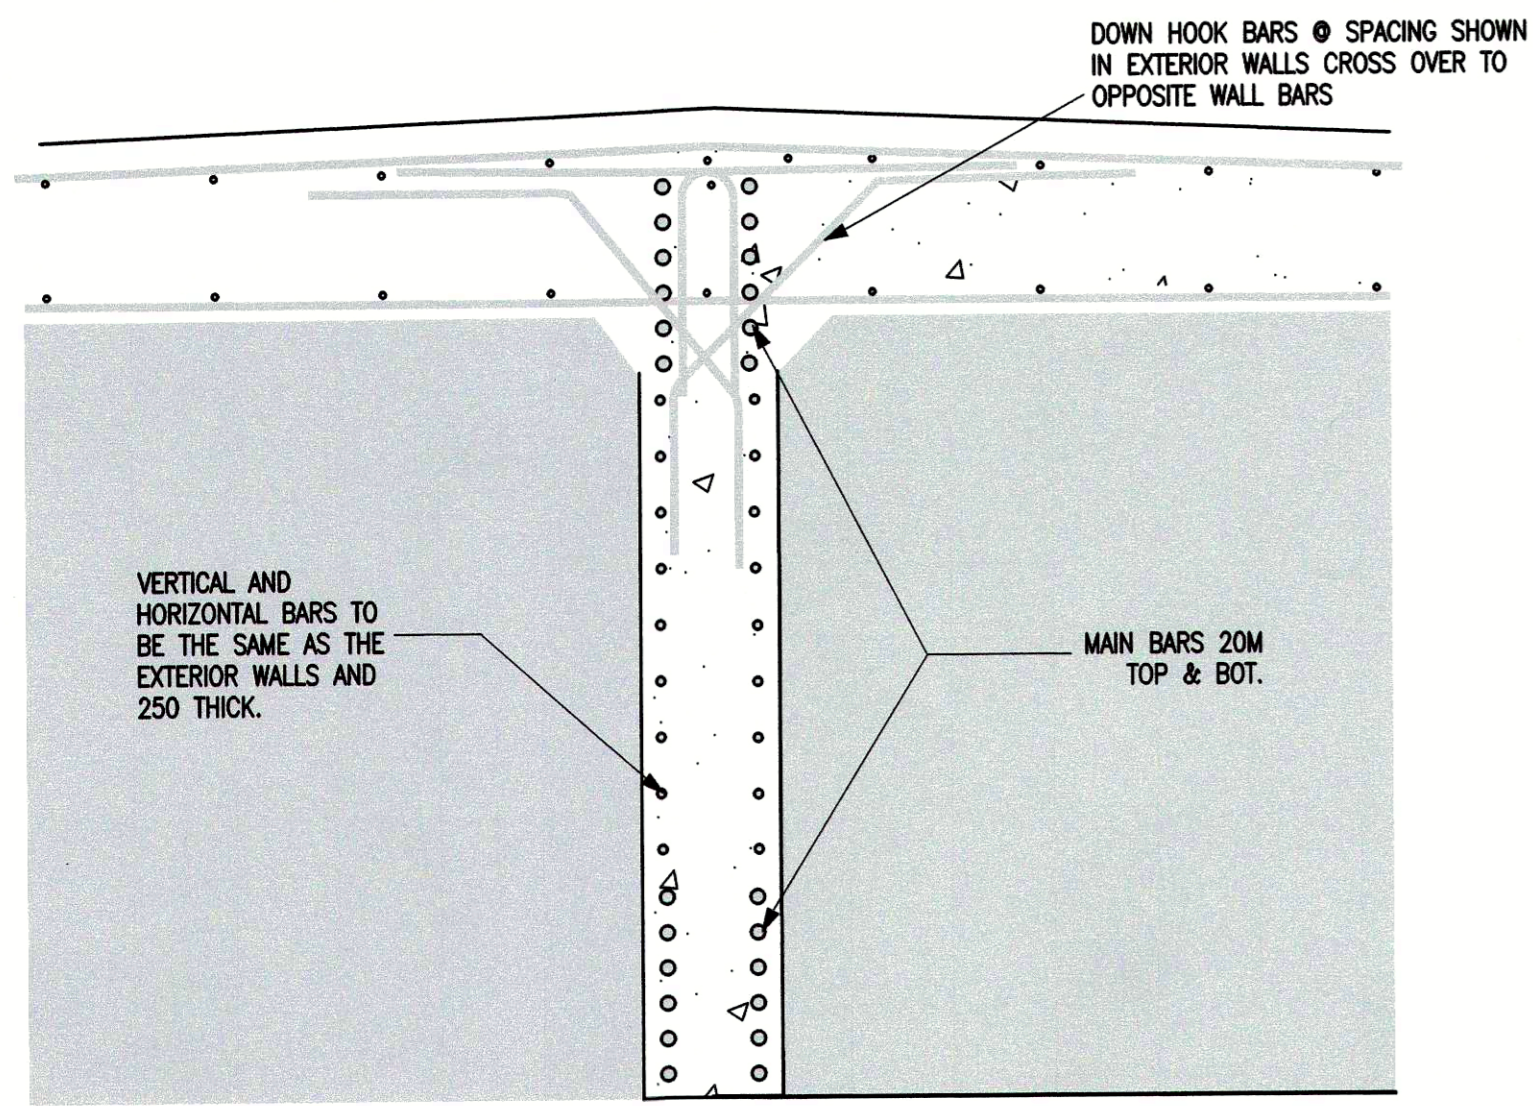 DOWN HOOK BARS @ SPACING SHOWN
IN EXTERIOR WALLS CROSS OVER TO
OPPOSITE WALL BARS
VERTICAL AND
HORIZONTAL BARS TO
BE THE SAME AS THE
EXTERIOR WALLS AND
250 THICK.
MAIN BARS 20M
TOP & BOT.